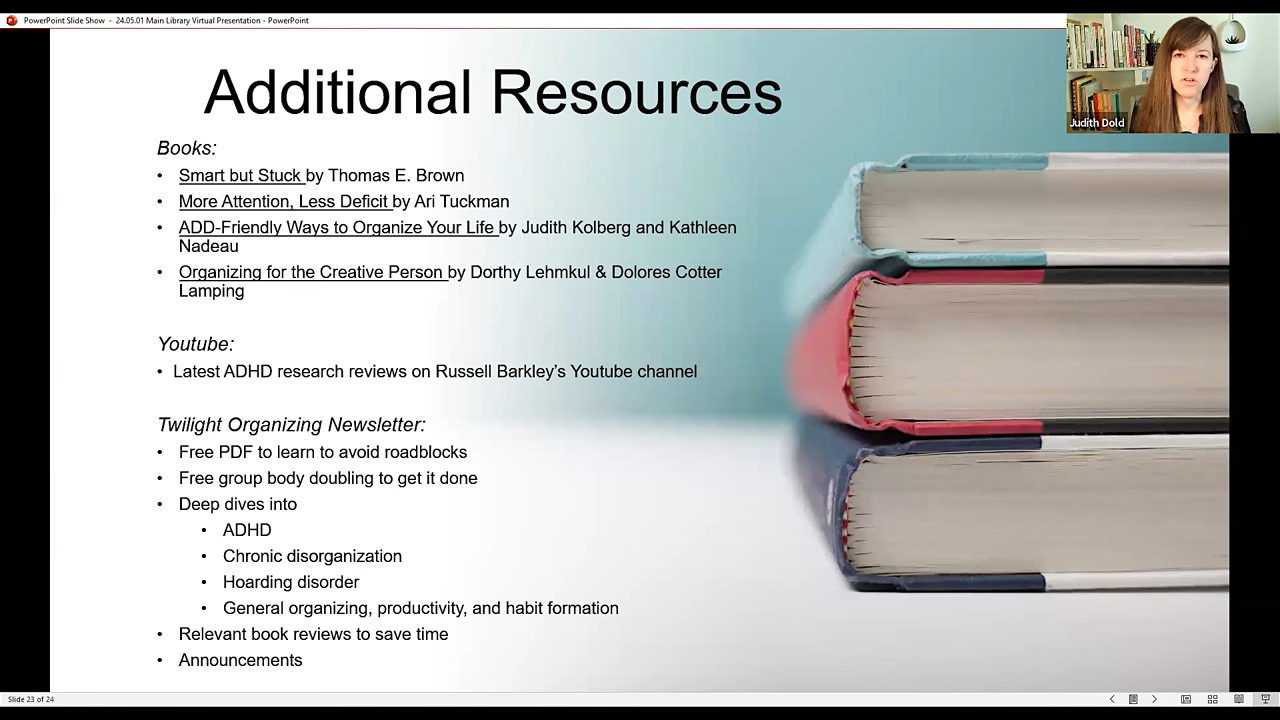 PowerPoint Slide Show - 24.05.01 Main Library Virtual Presentation - PowerPoint
Judith Dold
Additional Resources
Books:
• Smart but Stuck by Thomas E. Brown
• More Attention, Less Deficit by Ari Tuckman
• ADD-Friendly Ways to Organize Your Life by Judith Kolberg and Kathleen
Nadeau
• Organizing for the Creative Person by Dorthy Lehmkul & Dolores Cotter
Lamping
Youtube:
• Latest ADHD research reviews on Russell Barkley’s Youtube channel
Twilight Organizing Newsletter:
• Free PDF to learn to avoid roadblocks
• Free group body doubling to get it done
• Deep dives into
• ADHD
• Chronic disorganization
• Hoarding disorder
• General organizing, productivity, and habit formation
• Relevant book reviews to save time
• Announcements
Slide 23 of 24